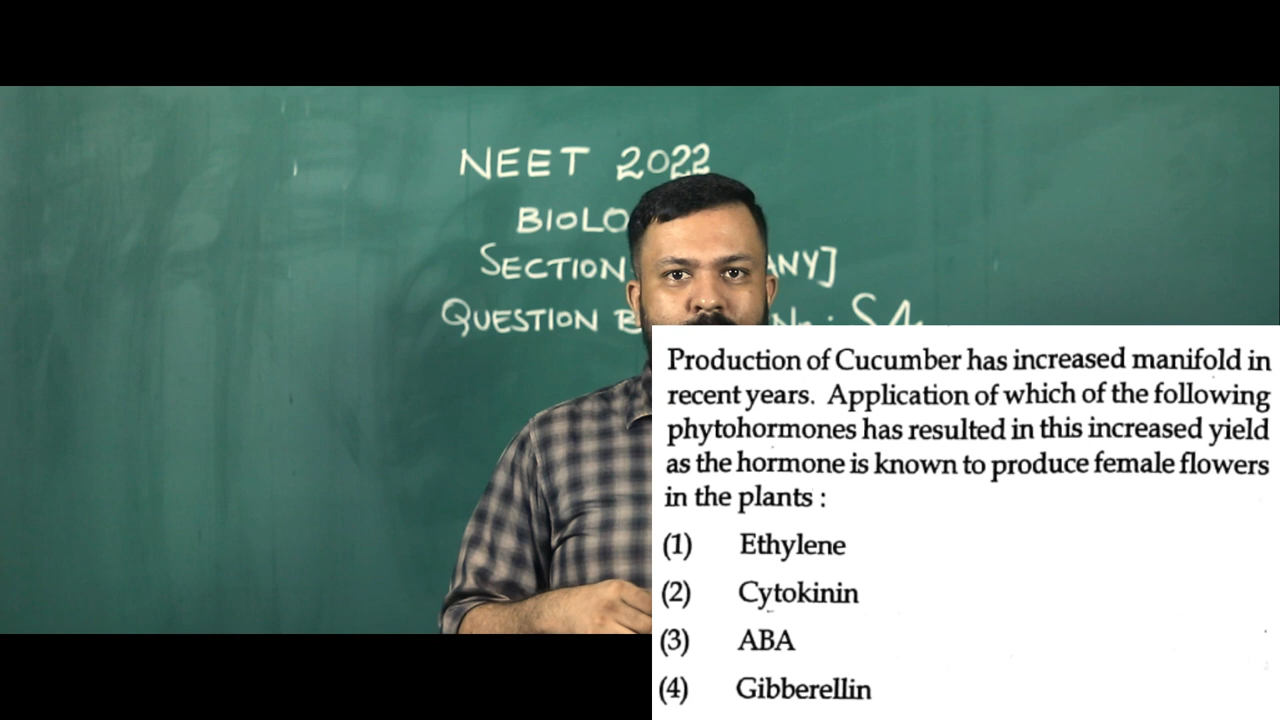 NEET 2022
BIOLO
SECTION ANY]
QUESTION B No: S
Production of Cucumber has increased manifold in
recent years. Application of which of the following
phytohormones has resulted in this increased yield
as the hormone is known to produce female flowers
in the plants :
(1) Ethylene
(2) Cytokinin
(3) ABA
(4) Gibberellin